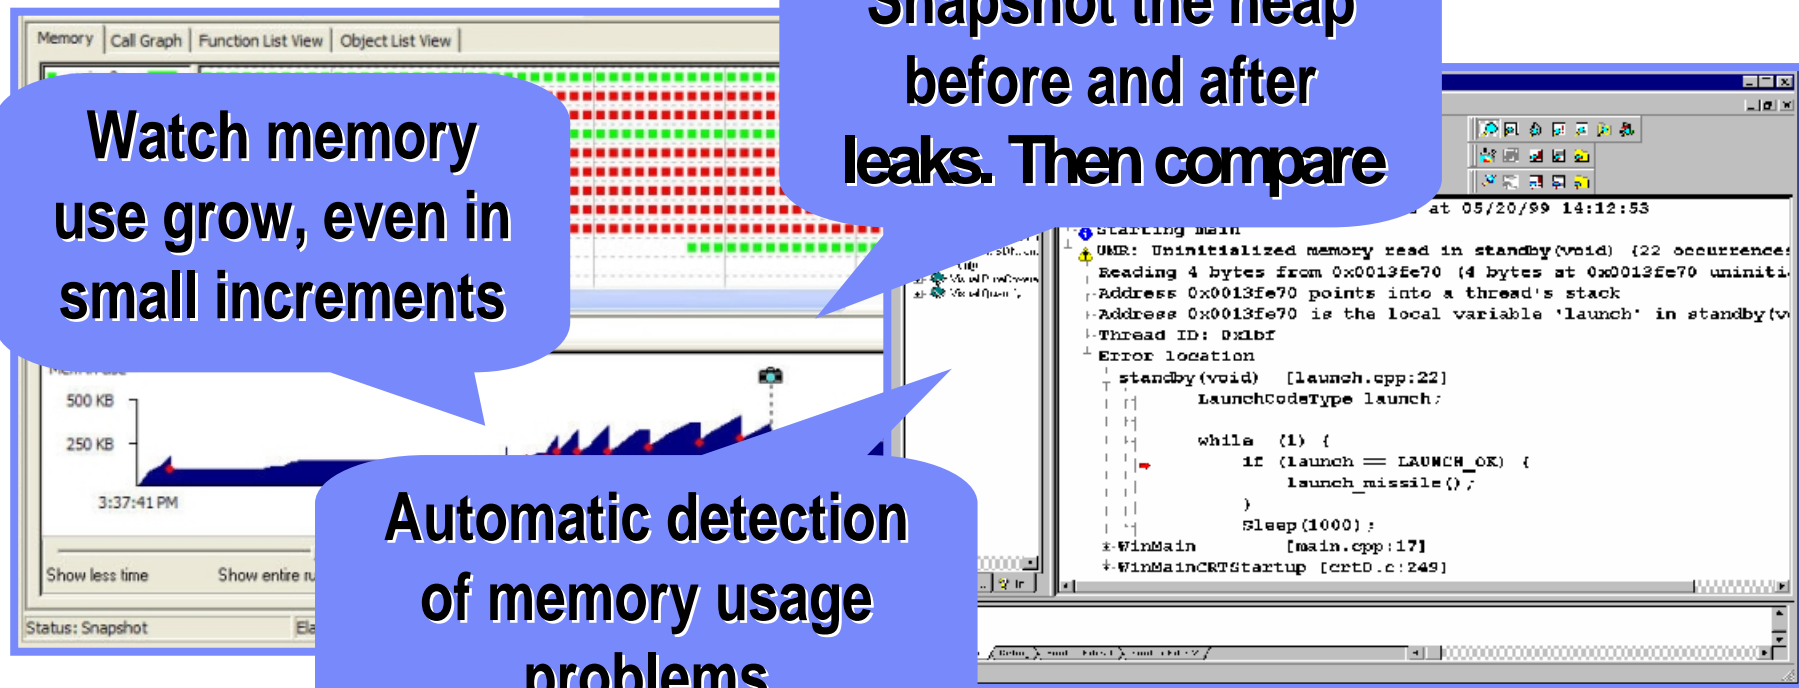 Snapshot the heap
before and after
leaks. Then compare
Memory Call Graph Function List View Object List View
Watch memory
use grow, even in
small increments
500 KB
250 KB
3:37:41 PM
Show less time Show entire
Status: Snapshot
Automatic detection
of memory usage
problems
at 05/20/99 14:12:53
Starting main
UMR: Uninitialized memory read in standby(void) {22 occurrences
Reading 4 bytes from 0x0013fe70 (4 bytes at 0x0013fe70 uniniti
Address 0x0013fe70 points into a thread's stack
Address 0x0013fe70 is the local variable 'launch' in standby(v
Thread ID: 0x1bf
Error location
standby(void) [launch.cpp:22]
LaunchCodeType launch;
while (1) {
if (launch == LAUNCH_OK) {
launch_missile();
}
Sleep(1000);
WinMain [main.cpp:17]
WinMainCRTStartup [crt0.c:249]